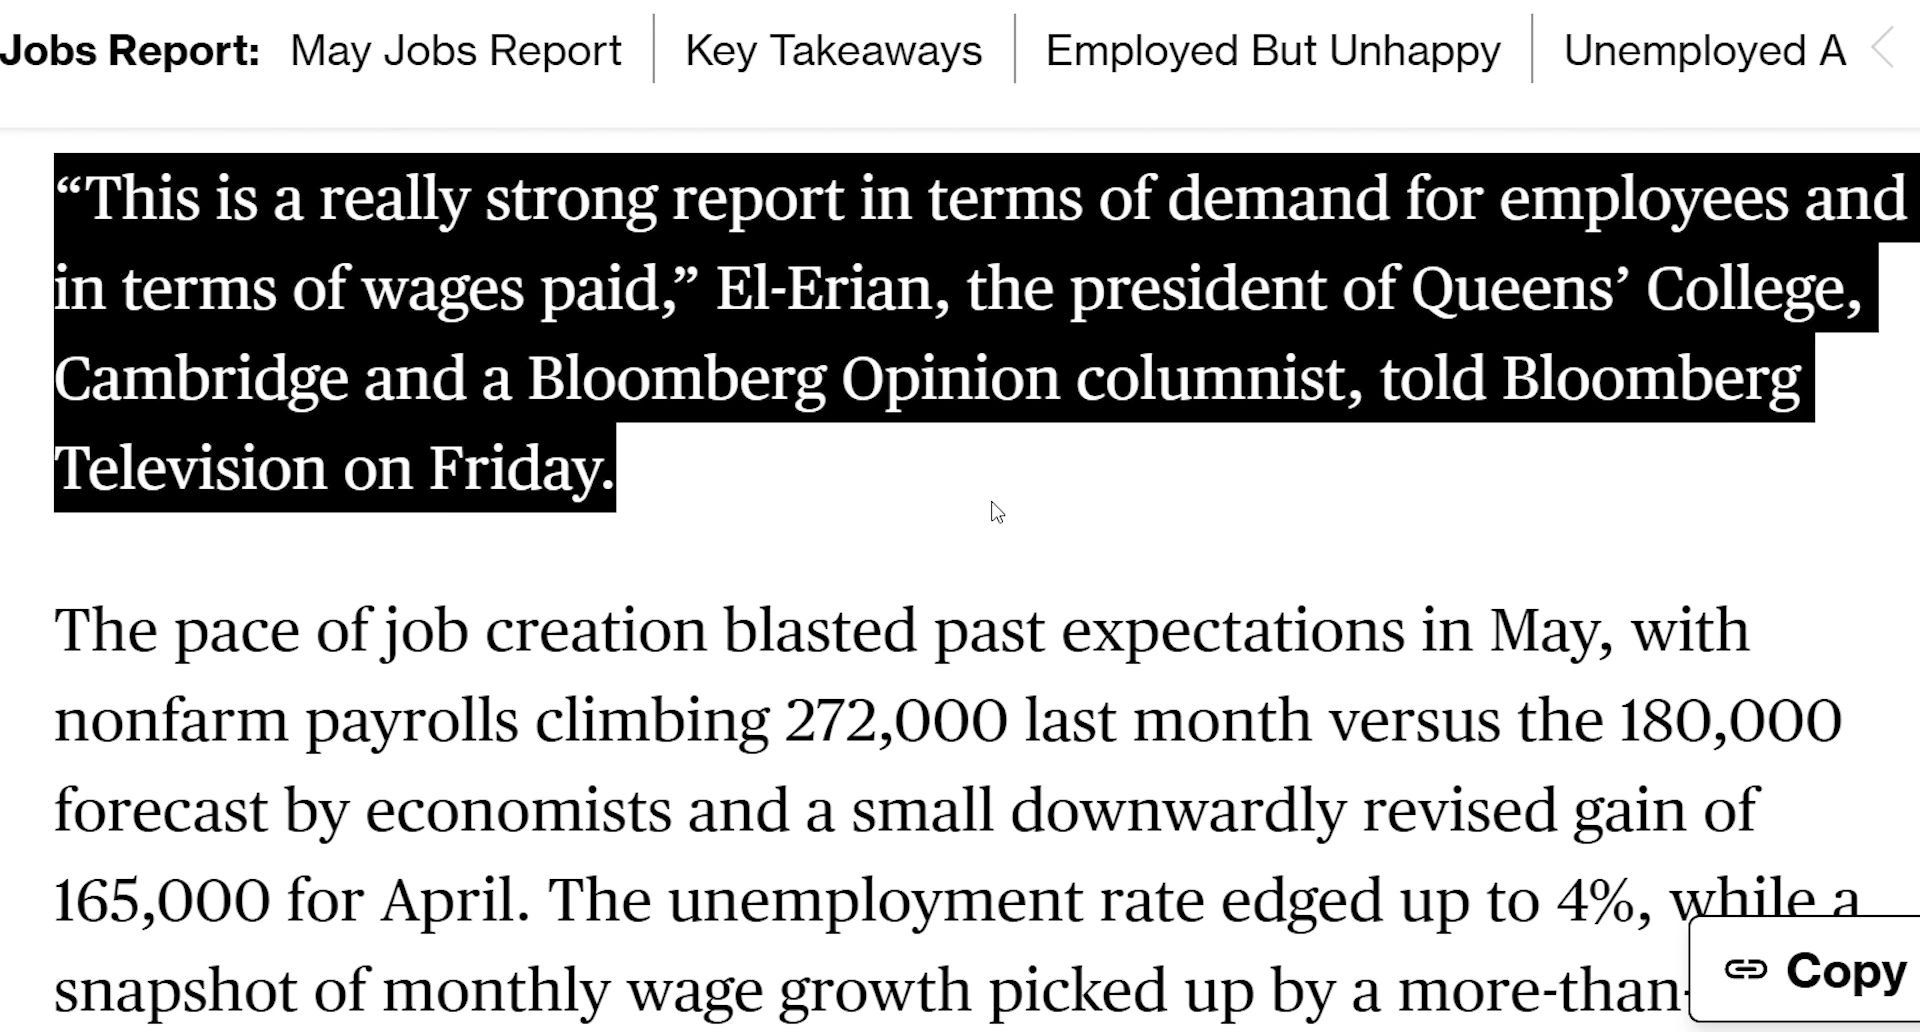 Jobs Report: May Jobs Report Key Takeaways Employed But Unhappy Unemployed A
“This is a really strong report in terms of demand for employees and
in terms of wages paid,” El-Erian, the president of Queens’ College,
Cambridge and a Bloomberg Opinion columnist, told Bloomberg
Television on Friday.
The pace of job creation blasted past expectations in May, with
nonfarm payrolls climbing 272,000 last month versus the 180,000
forecast by economists and a small downwardly revised gain of
165,000 for April. The unemployment rate edged up to 4%, while a
snapshot of monthly wage growth picked up by a more-than-
Copy